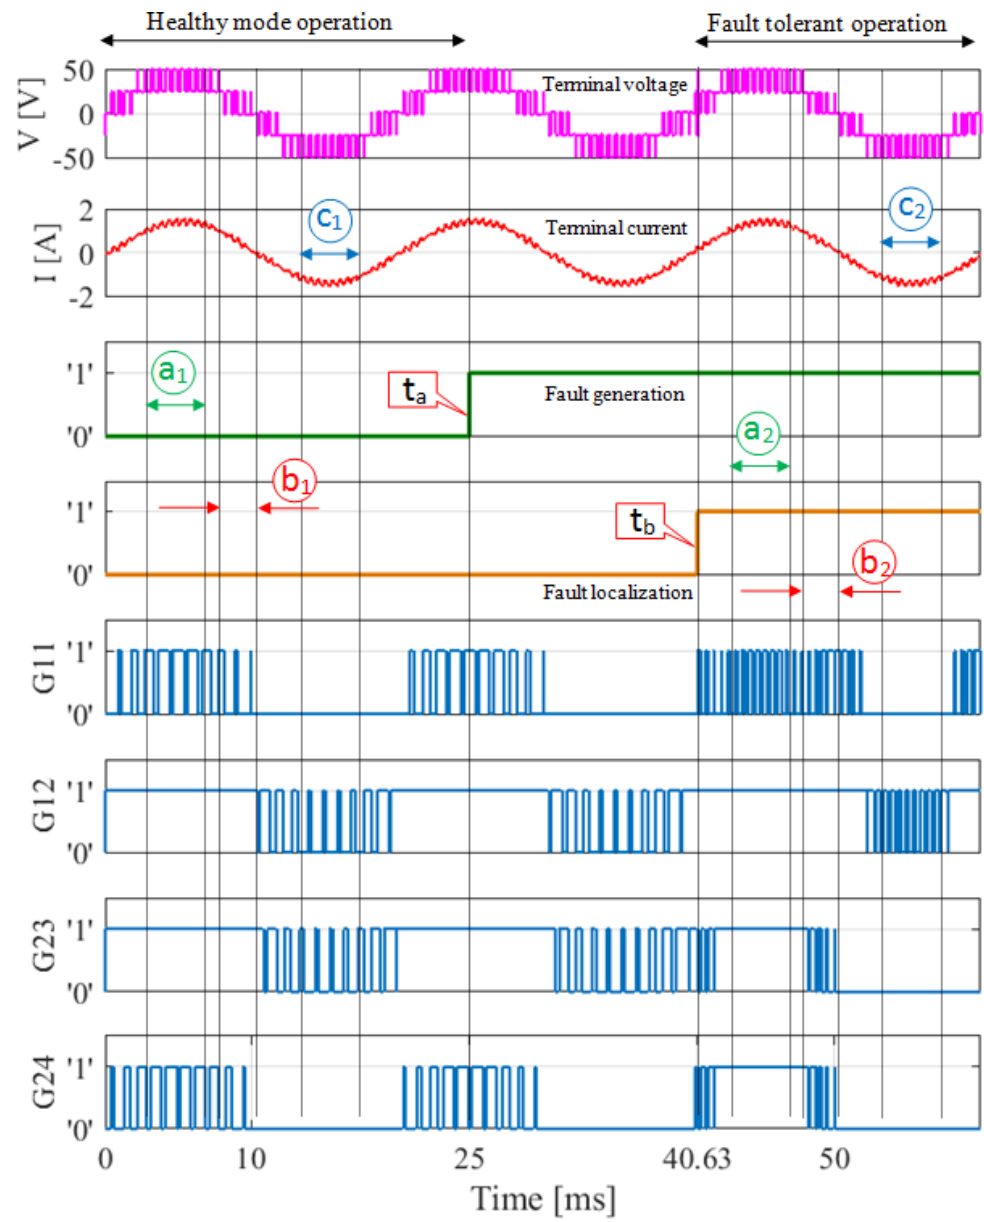 Healthy mode operation
Fault tolerant operation
V [V]
50
0
-50
Terminal voltage
I [A]
2
0
-2
c1
Terminal current
c2
'1'
'0'
a1
ta
Fault generation
a2
'1'
'0'
b1
tb
Fault localization
b2
G11
'1'
'0'
G12
'1'
'0'
G23
'1'
'0'
G24
'1'
'0'
0 10 25 40.63 50
Time [ms]